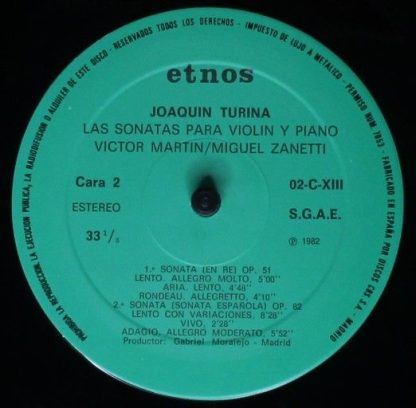 RESERVADOS TODOS LOS DERECHOS - IMPUESTO DE LUJO A METALICO - PERMISO NUM 7953 - FABRICADO EN ESPAÑA POR DISCOS CNS S.A. MADRID
PROHIBIDA LA REPRODUCCION, LA EJECUCION PUBLICA, LA RADIODIFUSION O ALQUILER DE ESTE DISCO -
etnos
JOAQUIN TURINA
LAS SONATAS PARA VIOLIN Y PIANO
VICTOR MARTIN/MIGUEL ZANETTI
Cara 2
02-C-XIII
ESTEREO
S.G.A.E.
33 1/3
℗ 1982
1.ª SONATA (EN RE) OP. 51
LENTO. ALLEGRO MOLTO, 5'00"
ARIA. LENTO, 4'48"
RONDEAU. ALLEGRETTO, 4'10"
2.ª SONATA (SONATA ESPAÑOLA) OP. 82
LENTO CON VARIACIONES, 8'28"
VIVO, 2'28"
ADAGIO, ALLEGRO MODERATO, 5'52"
Productor: Gabriel Moralejo - Madrid